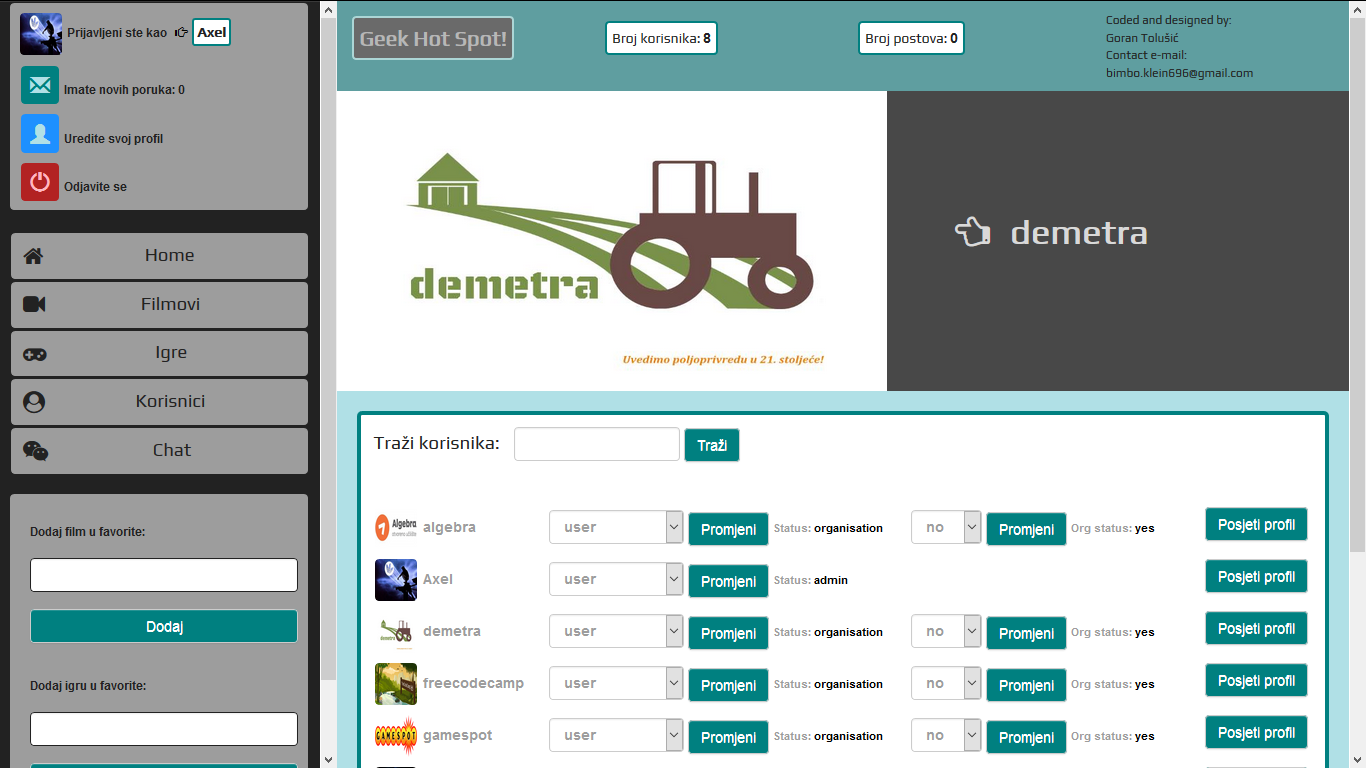 Prijavljeni ste kao Axel
Imate novih poruka: 0
Uredite svoj profil
Odjavite se
Home
Filmovi
Igre
Korisnici
Chat
Dodaj film u favorite:
Dodaj
Dodaj igru u favorite:
Geek Hot Spot!
Broj korisnika: 8
Broj postova: 0
Coded and designed by:
Goran Tolušić
Contact e-mail:
bimbo.klein696@gmail.com
demetra
Uvedimo poljoprivredu u 21. stoljeće!
demetra
Traži korisnika: Traži
Algebra algebra user Promjeni Status: organisation no Promjeni Org status: yes Posjeti profil
Axel user Promjeni Status: admin Posjeti profil
demetra demetra user Promjeni Status: organisation no Promjeni Org status: yes Posjeti profil
freecodecamp user Promjeni Status: organisation no Promjeni Org status: yes Posjeti profil
GAMESPOT gamespot user Promjeni Status: organisation no Promjeni Org status: yes Posjeti profil